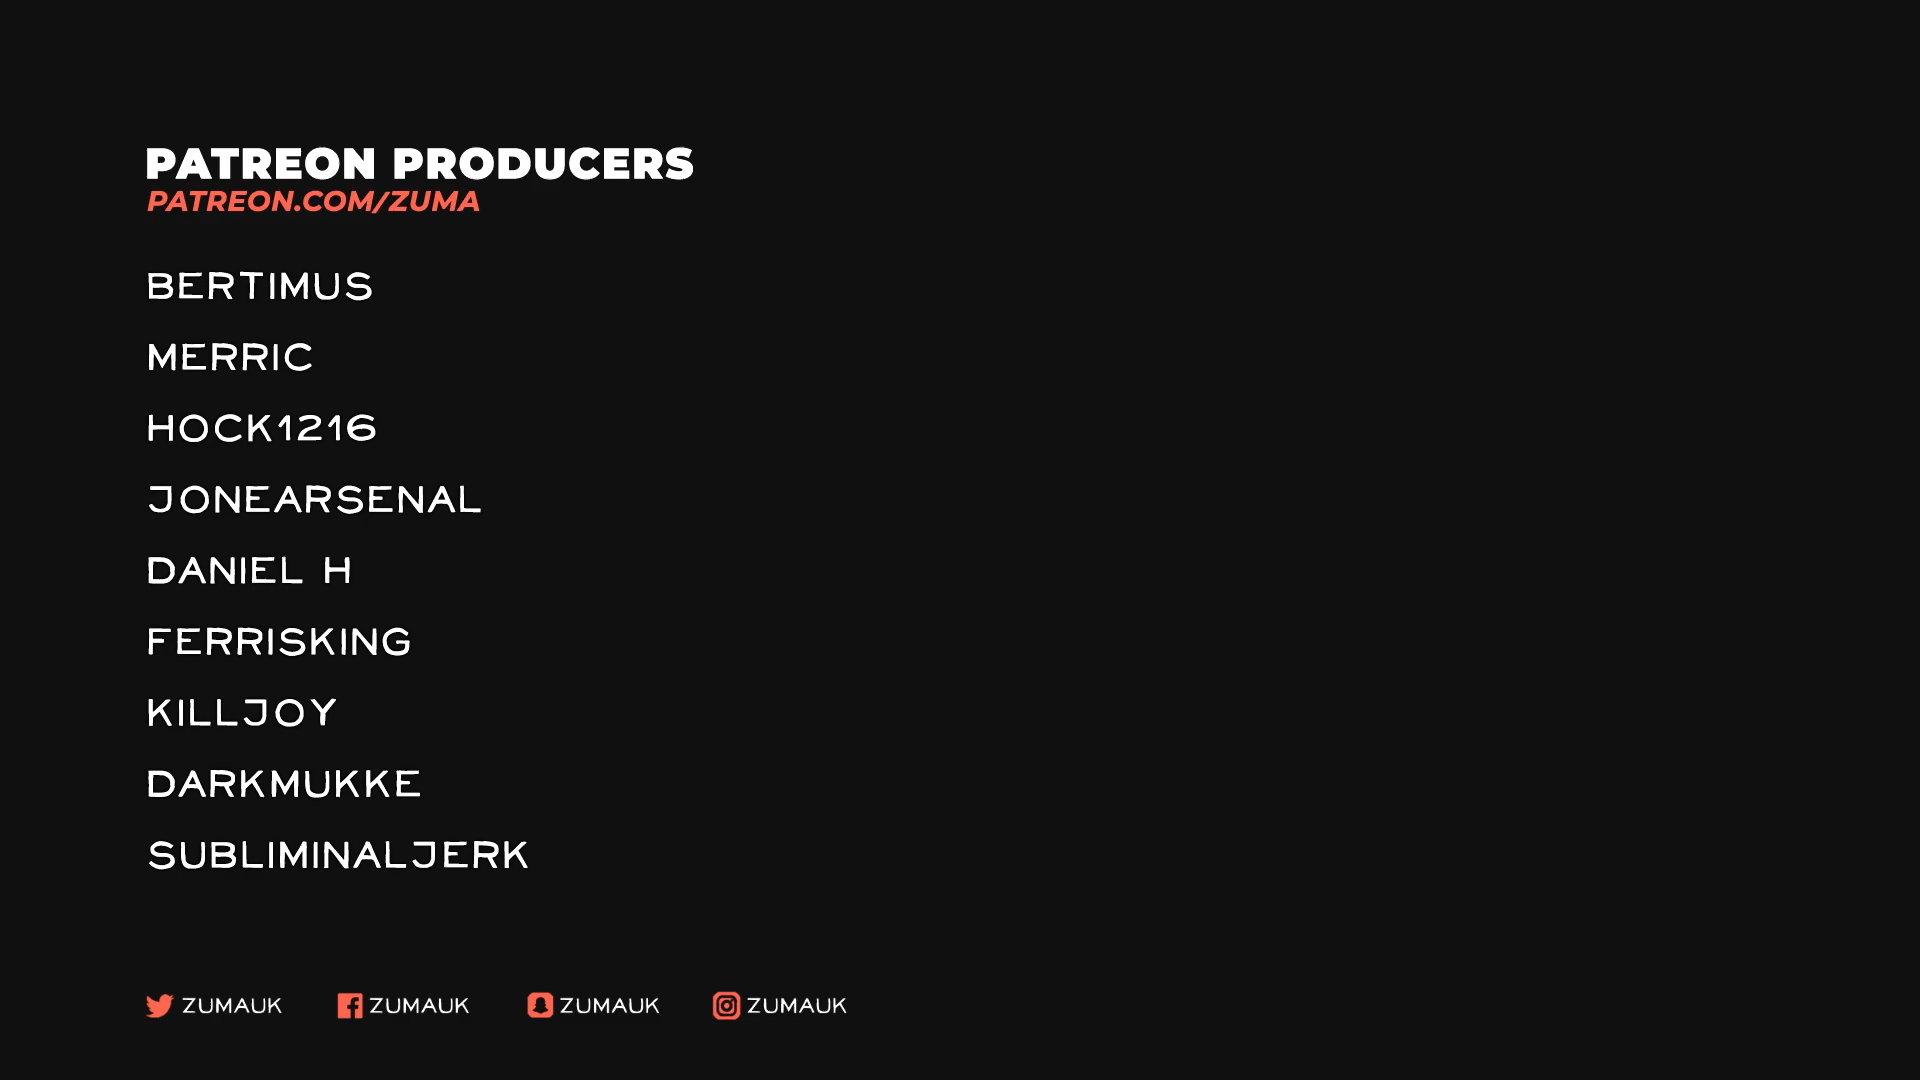 PATREON PRODUCERS
PATREON.COM/ZUMA
BERTIMUS
MERRIC
HOCK1216
JONEARSENAL
DANIEL H
FERRISKING
KILLJOY
DARKMUKKE
SUBLIMINALJERK
ZUMAUK ZUMAUK ZUMAUK ZUMAUK